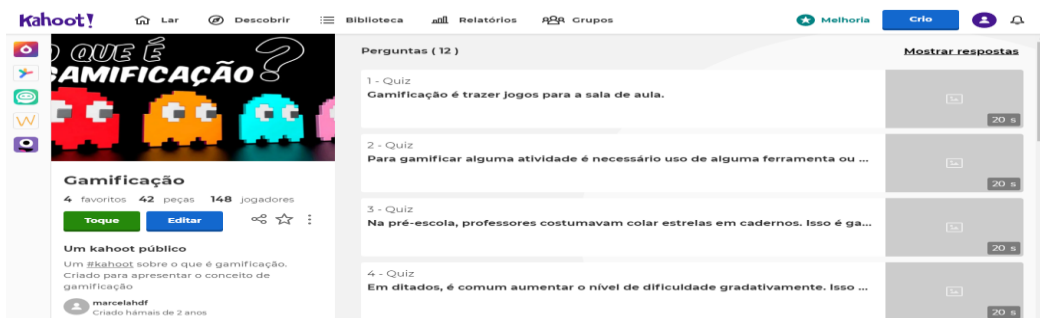 Kahoot! Lar Descobrir Biblioteca Relatórios Grupos Melhoria Crio
O QUE É
GAMIFICAÇÃO ?
Gamificação
4 favoritos 42 peças 148 jogadores
Toque Editar
Um kahoot público
Um #kahoot sobre o que é gamificação.
Criado para apresentar o conceito de
gamificação
marcelahdf
Criado hámais de 2 anos
Perguntas ( 12 ) Mostrar respostas
1 - Quiz
Gamificação é trazer jogos para a sala de aula.
20 s
2 - Quiz
Para gamificar alguma atividade é necessário uso de alguma ferramenta ou ...
20 s
3 - Quiz
Na pré-escola, professores costumavam colar estrelas em cadernos. Isso é ga...
20 s
4 - Quiz
Em ditados, é comum aumentar o nível de dificuldade gradativamente. Isso ...
20 s